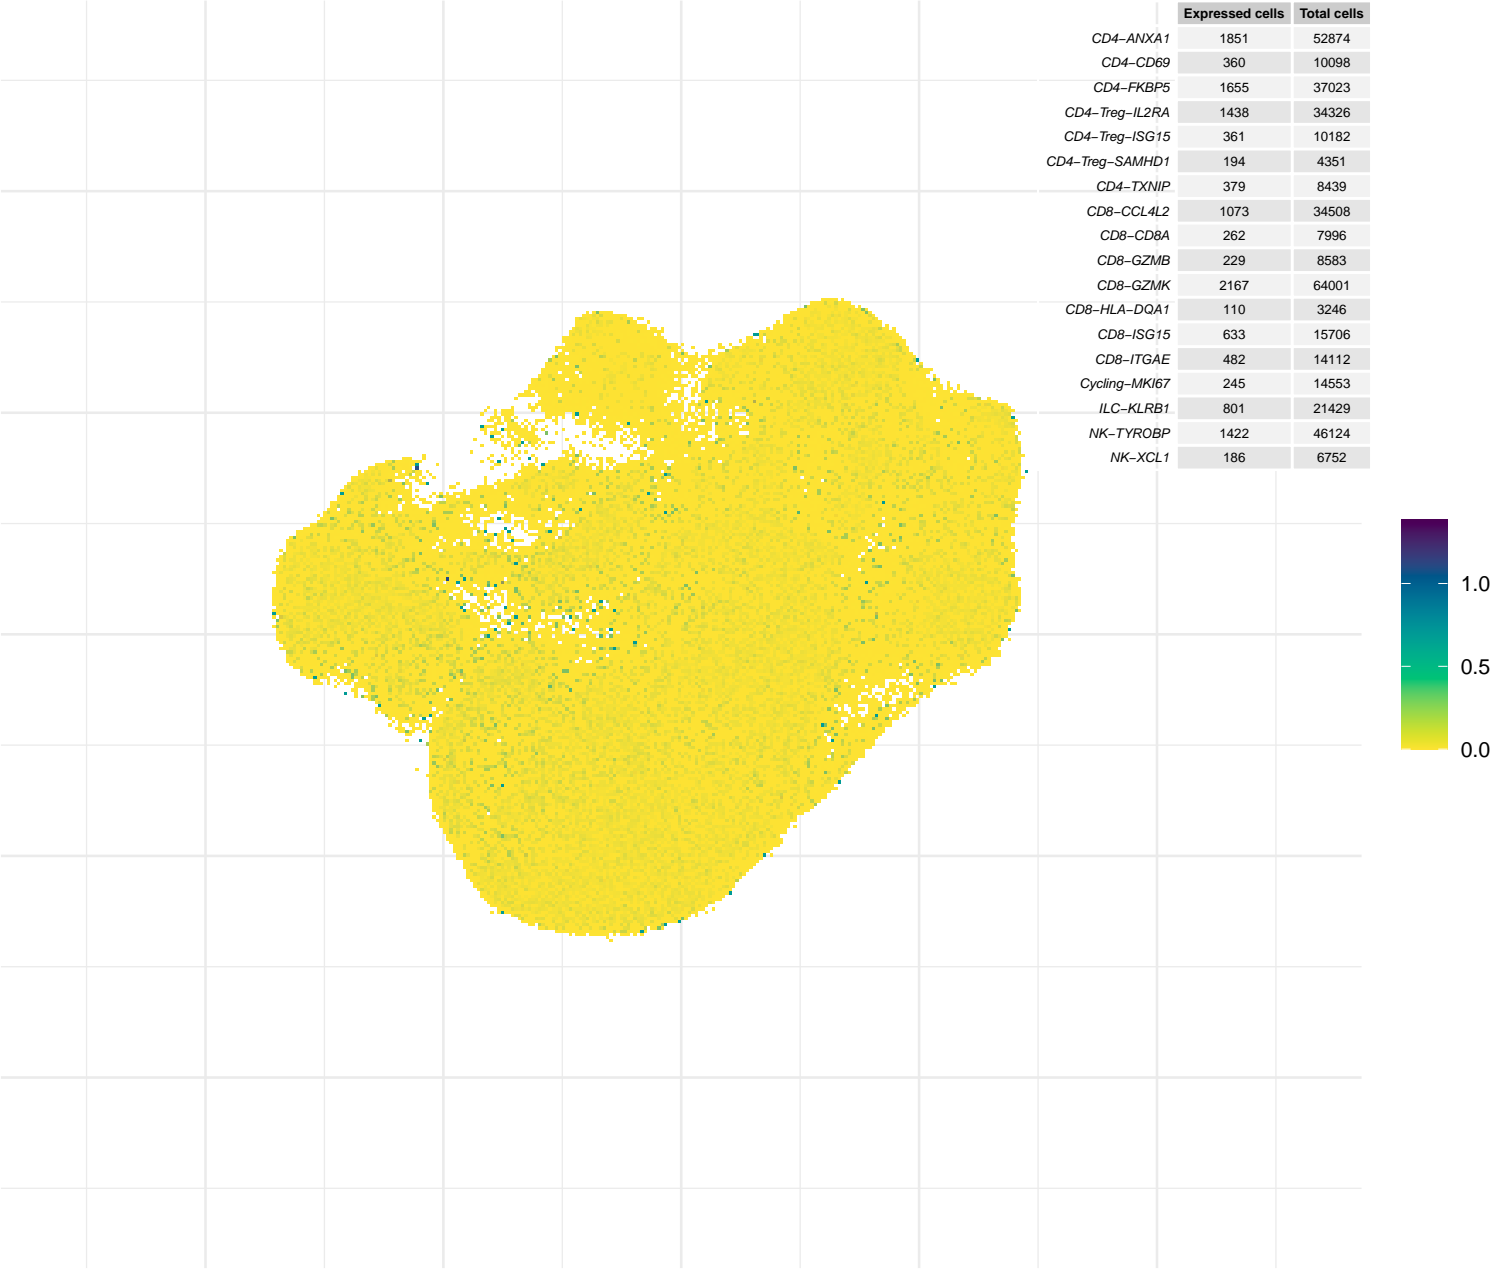 Expressed cells Total cells
CD4−ANXA1 1851 52874
CD4−CD69 360 10098
CD4−FKBP5 1655 37023
CD4−Treg−IL2RA 1438 34326
CD4−Treg−ISG15 361 10182
CD4−Treg−SAMHD1 194 4351
CD4−TXNIP 379 8439
CD8−CCL4L2 1073 34508
CD8−CD8A 262 7996
CD8−GZMB 229 8583
CD8−GZMK 2167 64001
CD8−HLA−DQA1 110 3246
CD8−ISG15 633 15706
CD8−ITGAE 482 14112
Cycling−MKI67 245 14553
ILC−KLRB1 801 21429
NK−TYROBP 1422 46124
NK−XCL1 186 6752
1.0
0.5
0.0